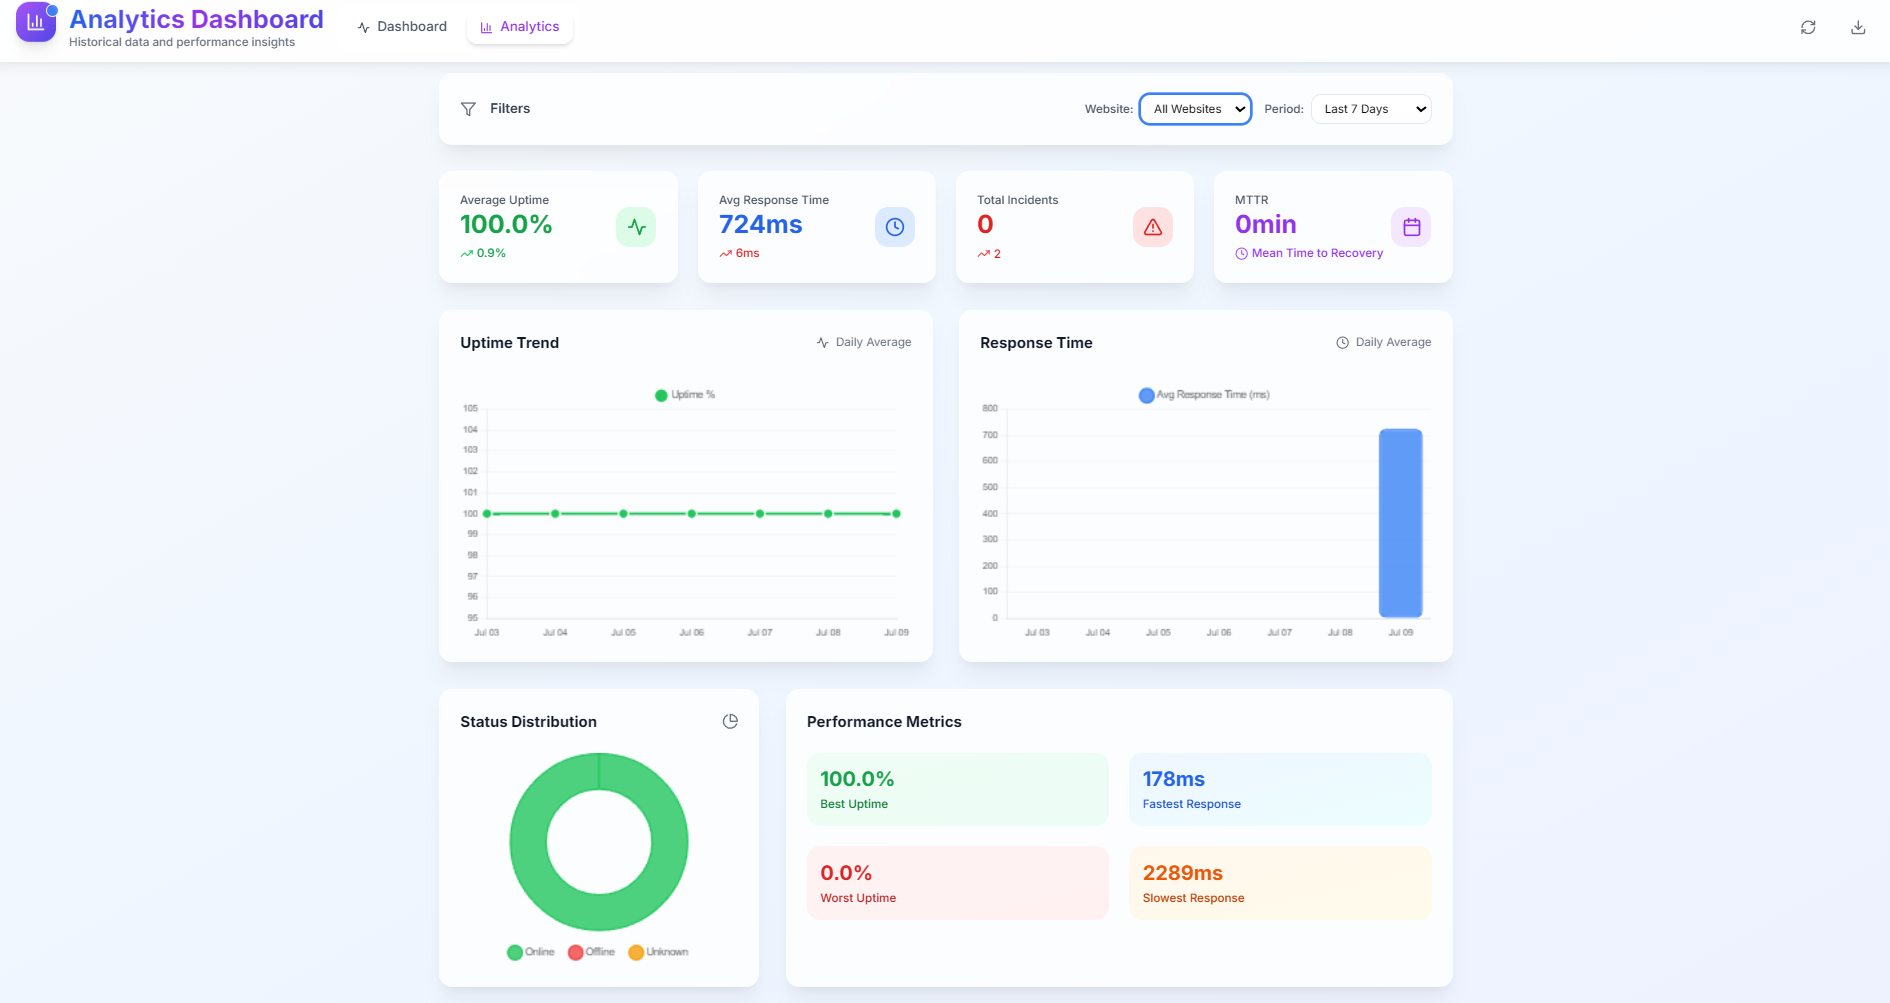 Analytics Dashboard
Historical data and performance insights
Dashboard
Analytics
Filters
Website: All Websites
Period: Last 7 Days
Average Uptime
100.0%
0.9%
Avg Response Time
724ms
6ms
Total Incidents
0
2
MTTR
0min
Mean Time to Recovery
Uptime Trend
Daily Average
Uptime %
105
104
103
102
101
100
99
98
97
96
95
Jul 03 Jul 04 Jul 05 Jul 06 Jul 07 Jul 08 Jul 09
Response Time
Daily Average
Avg Response Time (ms)
800
700
600
500
400
300
200
100
0
Jul 03 Jul 04 Jul 05 Jul 06 Jul 07 Jul 08 Jul 09
Status Distribution
Online Offline Unknown
Performance Metrics
100.0%
Best Uptime
178ms
Fastest Response
0.0%
Worst Uptime
2289ms
Slowest Response